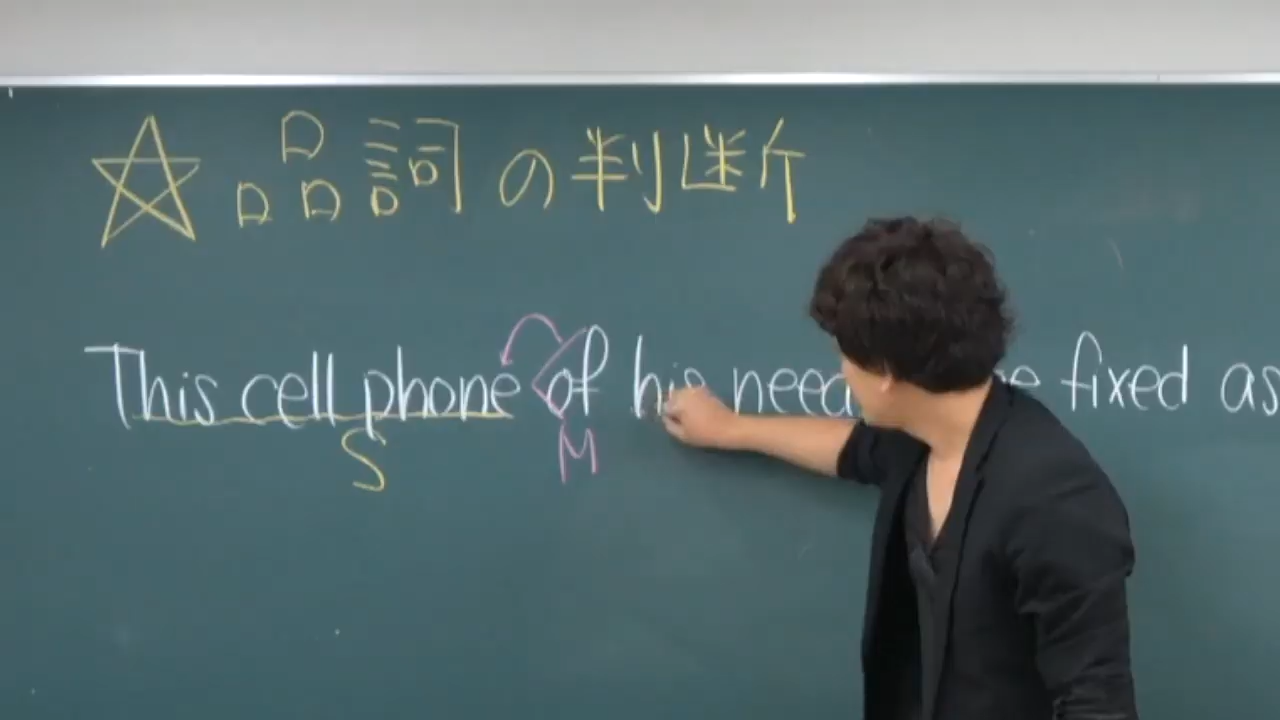 ☆品詞の判断
This cell phone of his need fixed as
S M